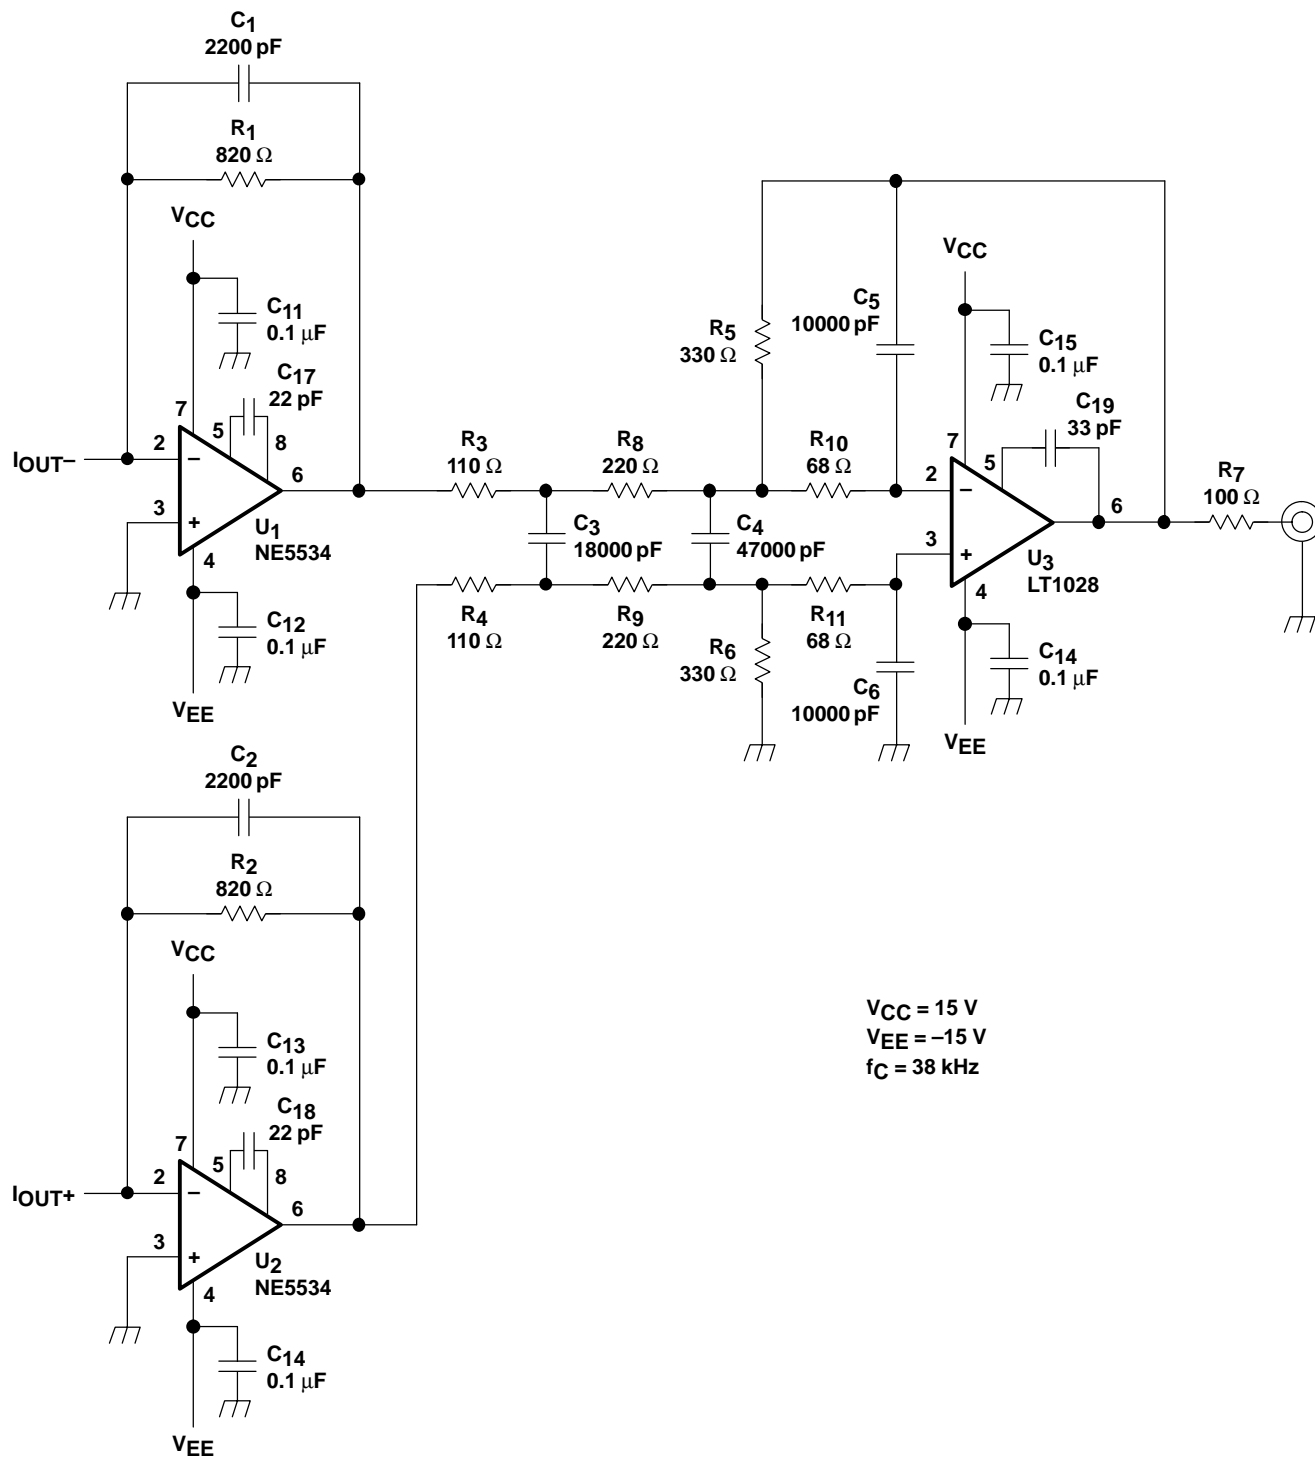 C1
2200 pF
R1
820 Ω
VCC
C11
0.1 µF
C17
22 pF
7
5
8
2
IOUT–
–
6
3
+
U1
NE5534
4
C12
0.1 µF
VEE
R3
110 Ω
R8
220 Ω
R10
68 Ω
C3
18000 pF
C4
47000 pF
R4
110 Ω
R9
220 Ω
R11
68 Ω
R5
330 Ω
C5
10000 pF
R6
330 Ω
C6
10000 pF
VCC
C15
0.1 µF
C19
33 pF
7
5
2
–
6
3
+
U3
LT1028
4
R7
100 Ω
C14
0.1 µF
VEE
C2
2200 pF
R2
820 Ω
VCC
C13
0.1 µF
C18
22 pF
7
5
8
2
IOUT+
–
6
3
+
U2
NE5534
4
C14
0.1 µF
VEE
VCC = 15 V
VEE = –15 V
fC = 38 kHz